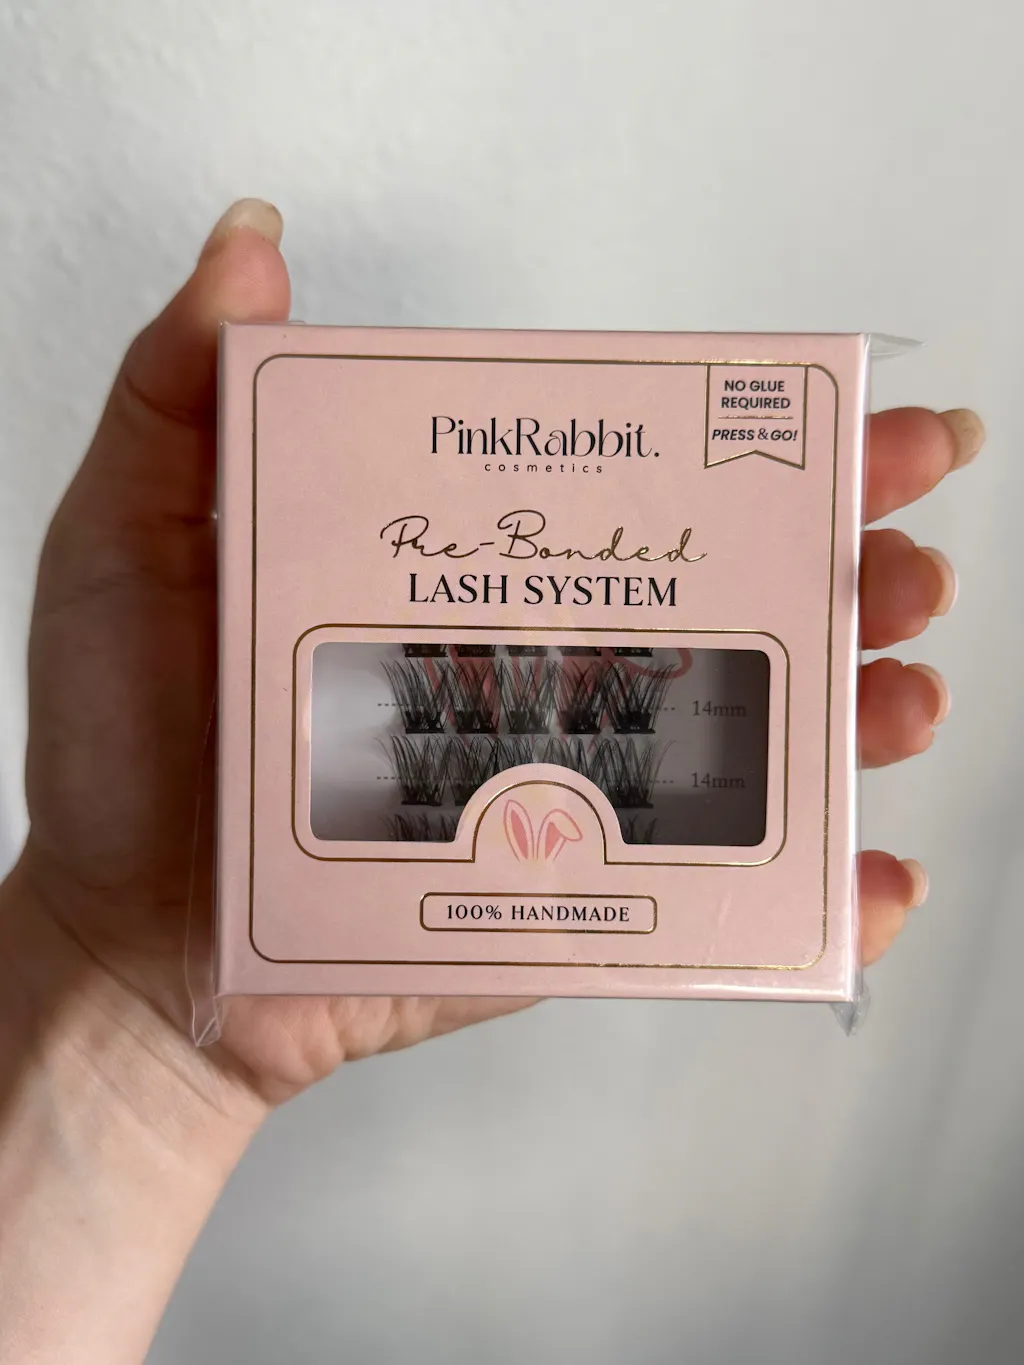 NO GLUE
REQUIRED
PRESS & GO!
PinkRabbit.
cosmetics
Pre-Bonded
LASH SYSTEM
14mm
14mm
100% HANDMADE